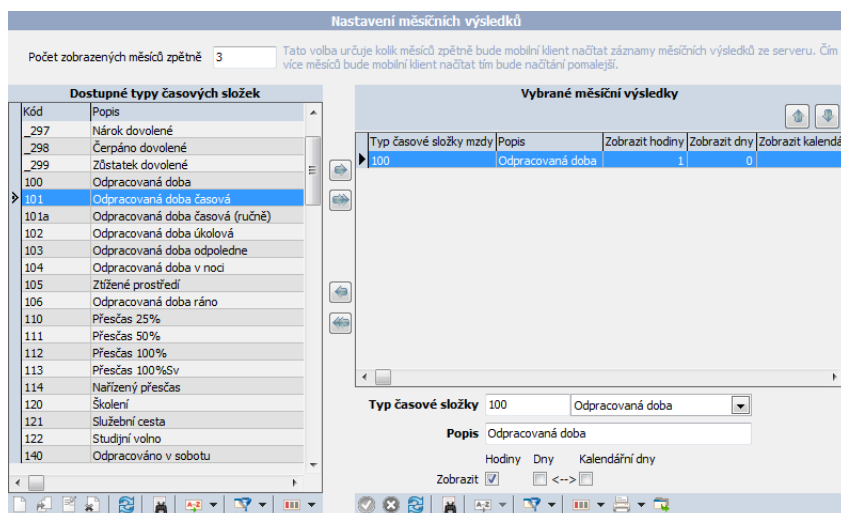 Nastavení měsíčních výsledků
Počet zobrazených měsíců zpětně 3
Tato volba určuje kolik měsíců zpětně bude mobilní klient načítat záznamy měsíčních výsledků ze serveru. Čím
více měsíců bude mobilní klient načítat tím bude načítání pomalejší.
Dostupné typy časových složek
Kód Popis
_297 Nárok dovolené
_298 Čerpáno dovolené
_299 Zůstatek dovolené
100 Odpracovaná doba
101 Odpracovaná doba časová
101a Odpracovaná doba časová (ručně)
102 Odpracovaná doba úkolová
103 Odpracovaná doba odpoledne
104 Odpracovaná doba v noci
105 Ztížené prostředí
106 Odpracovaná doba ráno
110 Přesčas 25%
111 Přesčas 50%
112 Přesčas 100%
113 Přesčas 100%Sv
114 Nařízený přesčas
120 Školení
121 Služební cesta
122 Studijní volno
140 Odpracováno v sobotu
Vybrané měsíční výsledky
Typ časové složky mzdy Popis Zobrazit hodiny Zobrazit dny Zobrazit kalendá
100 Odpracovaná doba 1 0
Typ časové složky 100 Odpracovaná doba
Popis Odpracovaná doba
Hodiny Dny Kalendářní dny
Zobrazit <-->